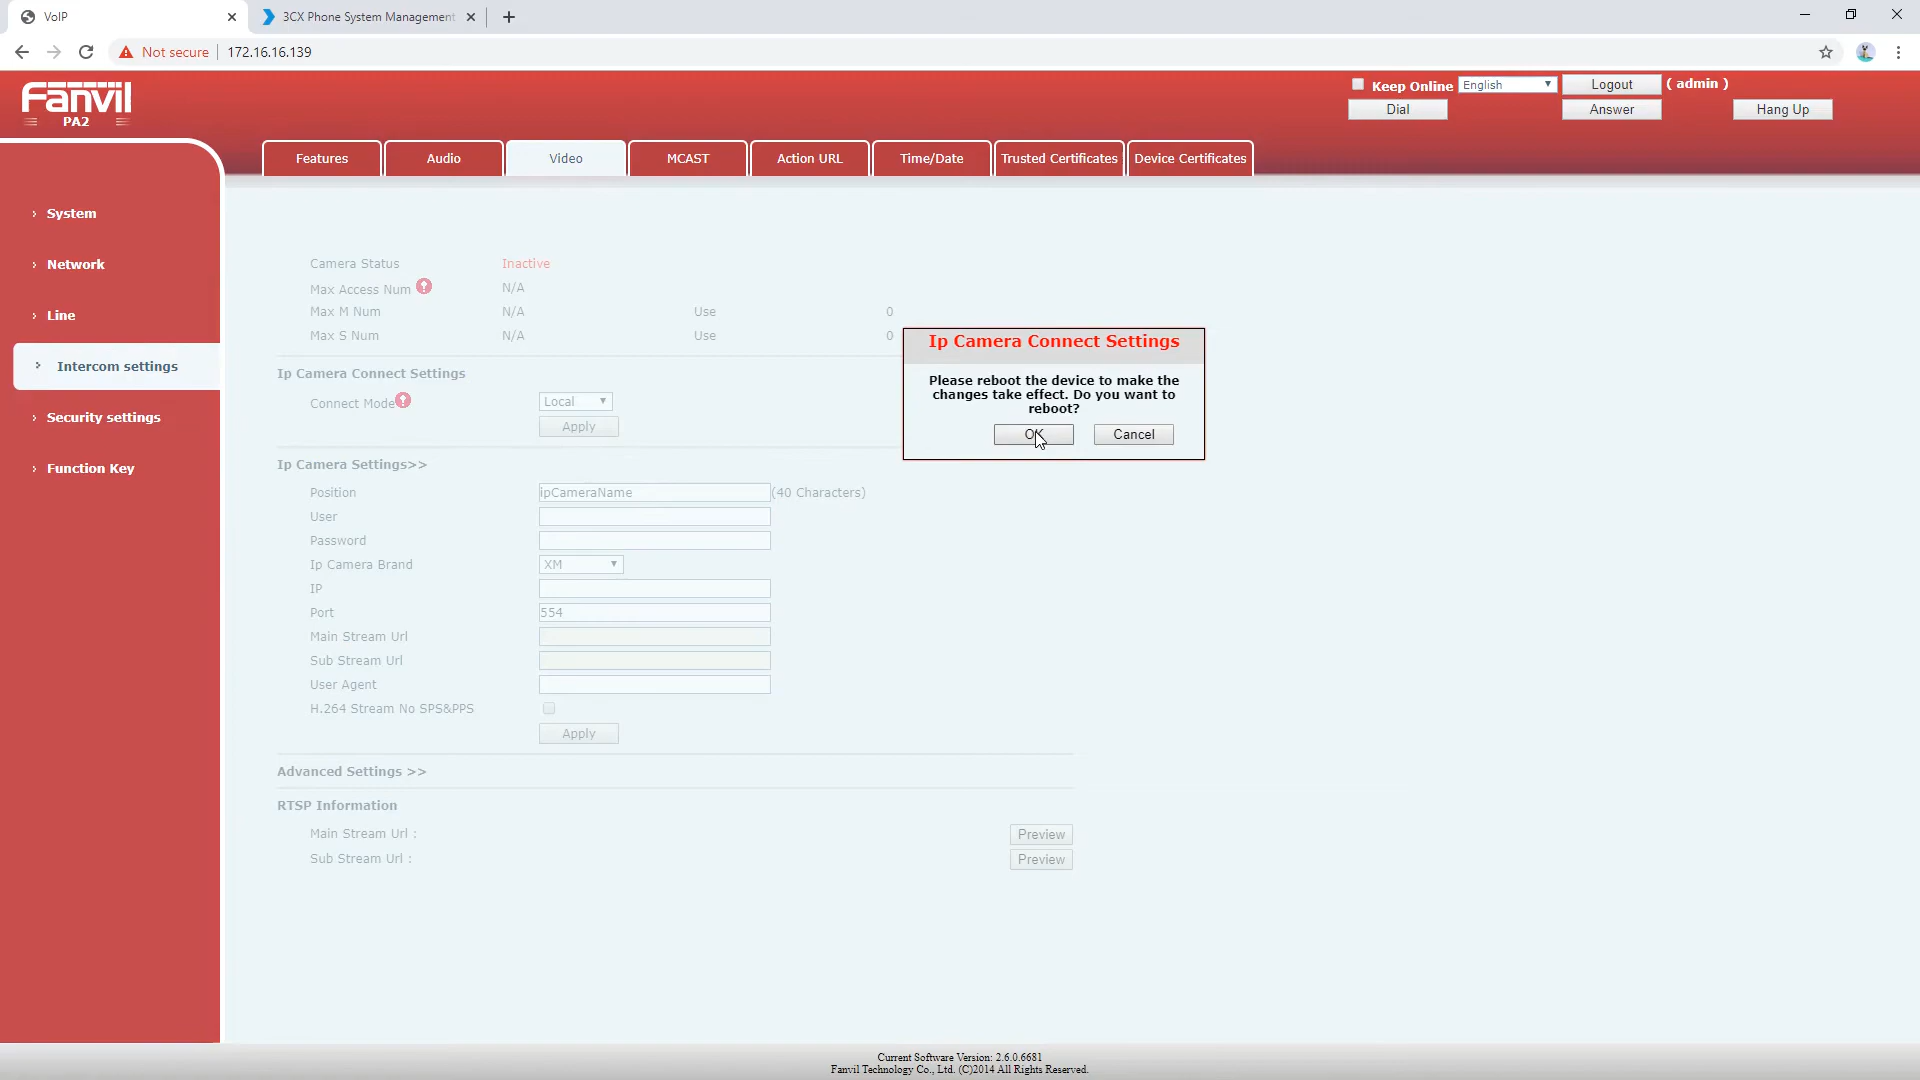 VoIP
3CX Phone System Management
Not secure
172.16.16.139
Fanvil
PA2
Keep Online
English
Logout
( admin )
Dial
Answer
Hang Up
Features
Audio
Video
MCAST
Action URL
Time/Date
Trusted Certificates
Device Certificates
System
Network
Line
Intercom settings
Security settings
Function Key
Camera Status Inactive
Max Access Num N/A
Max M Num N/A Use 0
Max S Num N/A Use 0
Ip Camera Connect Settings
Connect Mode Local
Apply
Ip Camera Connect Settings
Please reboot the device to make the
changes take effect. Do you want to
reboot?
OK
Cancel
Ip Camera Settings>>
Position ipCameraName (40 Characters)
User
Password
Ip Camera Brand XM
IP
Port 554
Main Stream Url
Sub Stream Url
User Agent
H.264 Stream No SPS&PPS
Apply
Advanced Settings >>
RTSP Information
Main Stream Url : Preview
Sub Stream Url : Preview
Current Software Version: 2.6.0.6681
Fanvil Technology Co., Ltd. (C)2014 All Rights Reserved.